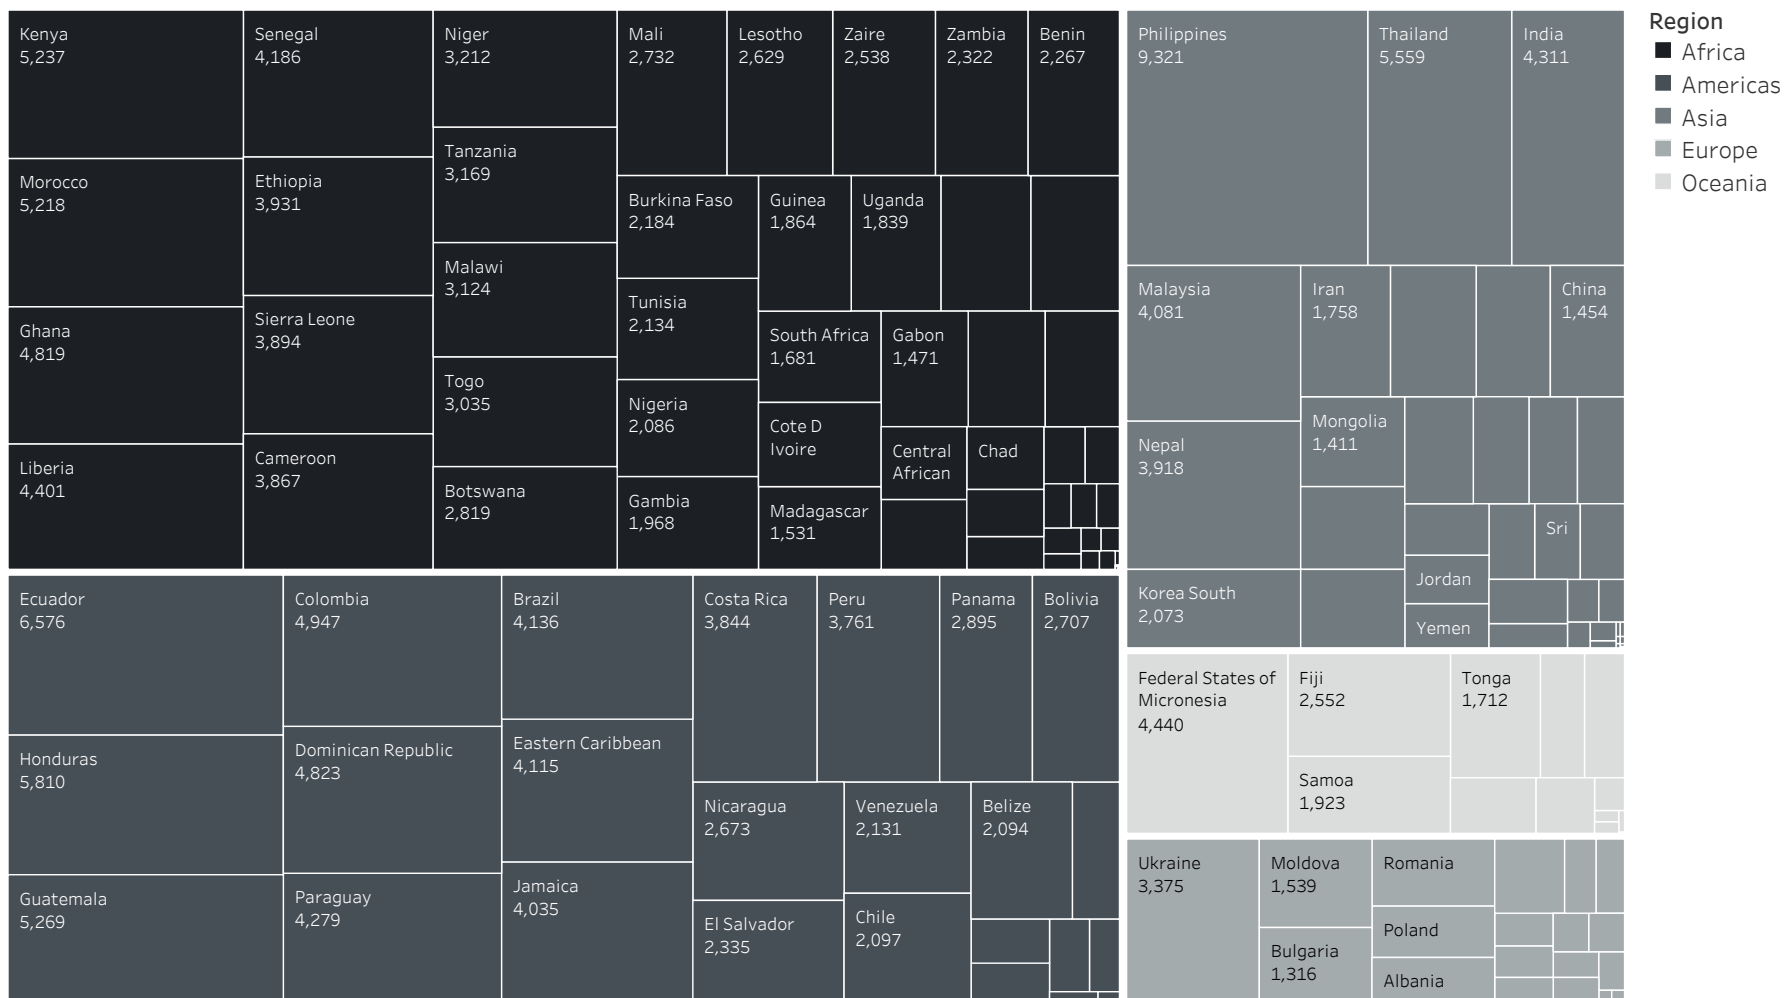 Kenya
5,237
Morocco
5,218
Ghana
4,819
Liberia
4,401
Senegal
4,186
Ethiopia
3,931
Sierra Leone
3,894
Cameroon
3,867
Niger
3,212
Tanzania
3,169
Malawi
3,124
Togo
3,035
Botswana
2,819
Mali
2,732
Lesotho
2,629
Zaire
2,538
Zambia
2,322
Benin
2,267
Burkina Faso
2,184
Tunisia
2,134
Nigeria
2,086
Gambia
1,968
Guinea
1,864
Uganda
1,839
South Africa
1,681
Cote D
Ivoire
Madagascar
1,531
Gabon
1,471
Central
African
Chad
Ecuador
6,576
Honduras
5,810
Guatemala
5,269
Colombia
4,947
Dominican Republic
4,823
Paraguay
4,279
Brazil
4,136
Eastern Caribbean
4,115
Jamaica
4,035
Costa Rica
3,844
Peru
3,761
Panama
2,895
Bolivia
2,707
Nicaragua
2,673
El Salvador
2,335
Venezuela
2,131
Chile
2,097
Belize
2,094
Philippines
9,321
Thailand
5,559
India
4,311
Malaysia
4,081
Nepal
3,918
Korea South
2,073
Iran
1,758
China
1,454
Mongolia
1,411
Sri
Jordan
Yemen
Federal States of
Micronesia
4,440
Fiji
2,552
Samoa
1,923
Tonga
1,712
Ukraine
3,375
Moldova
1,539
Bulgaria
1,316
Romania
Poland
Albania
Region
Africa
Americas
Asia
Europe
Oceania